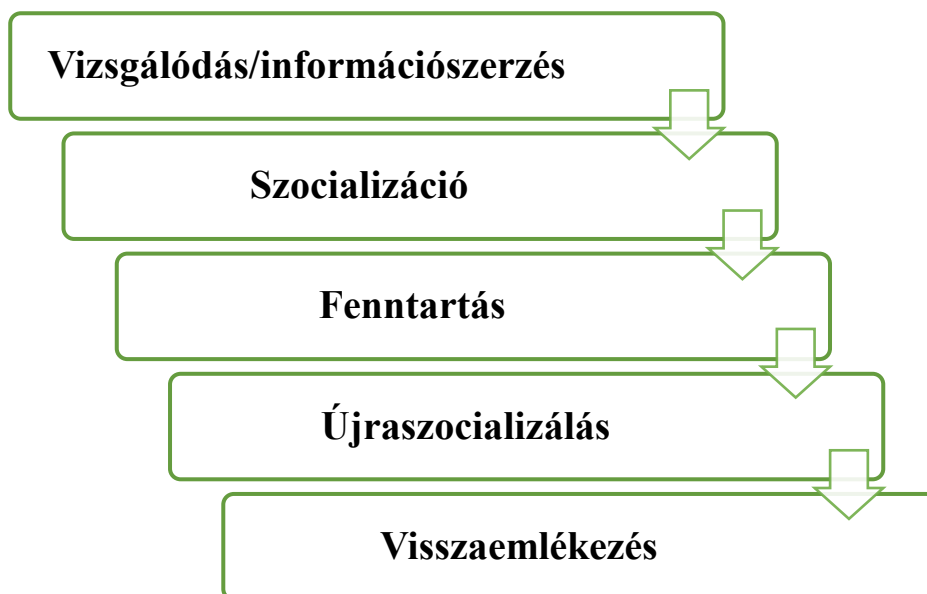 Vizsgálódás/információszerzés
Szocializáció
Fenntartás
Újraszocializálás
Visszaemlékezés